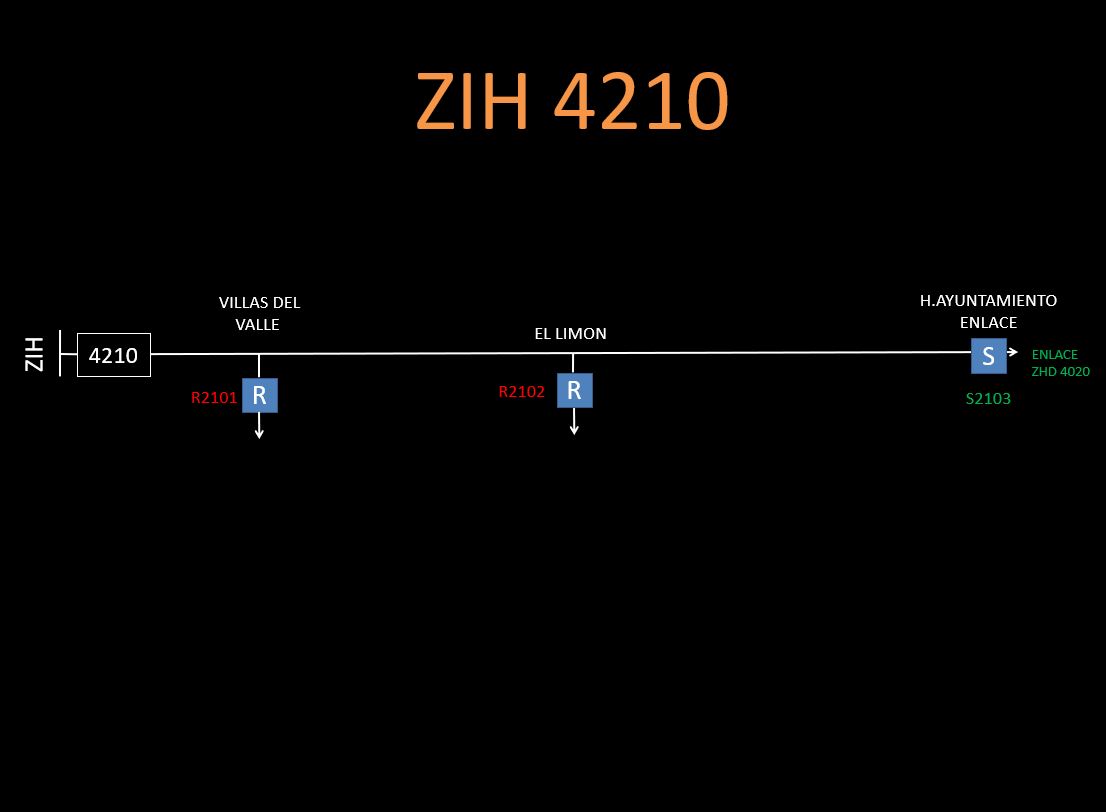 ZIH 4210
VILLAS DEL
VALLE
EL LIMON
H.AYUNTAMIENTO
ENLACE
ZIH
4210
S
ENLACE
ZHD 4020
R2101
R
R2102
R
S2103